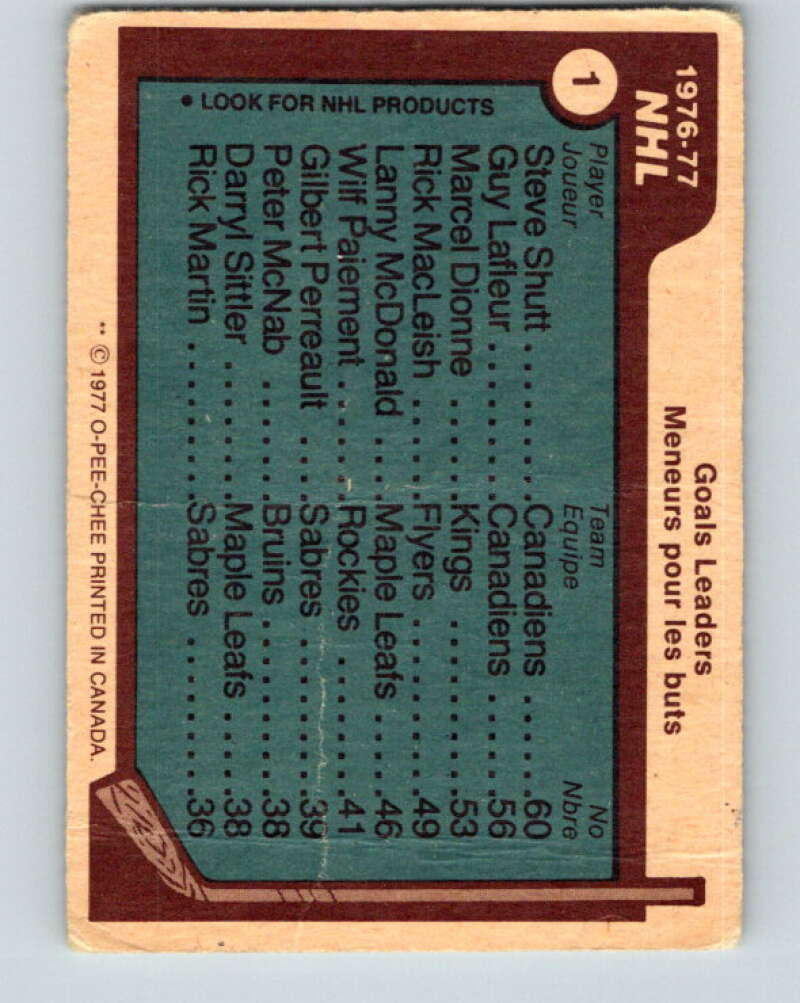 1976-77
NHL
Goals Leaders
Meneurs pour les buts
1
Player Team No
Joueur Equipe Nbre
Steve Shutt ........ Canadiens ...... 60
Guy Lafleur ......... Canadiens ..... 56
Marcel Dionne ...... Kings .......... 53
Rick MacLeish ..... Flyers ......... 49
Lanny McDonald .... Maple Leafs .... 46
Wilf Paiement ...... Rockies ........ 41
Gilbert Perreault .... Sabres ......... 39
Peter McNab ....... Bruins ......... 38
Darryl Sittler ........ Maple Leafs .... 38
Rick Martin ......... Sabres ......... 36
• LOOK FOR NHL PRODUCTS
** © 1977 O-PEE-CHEE PRINTED IN CANADA.